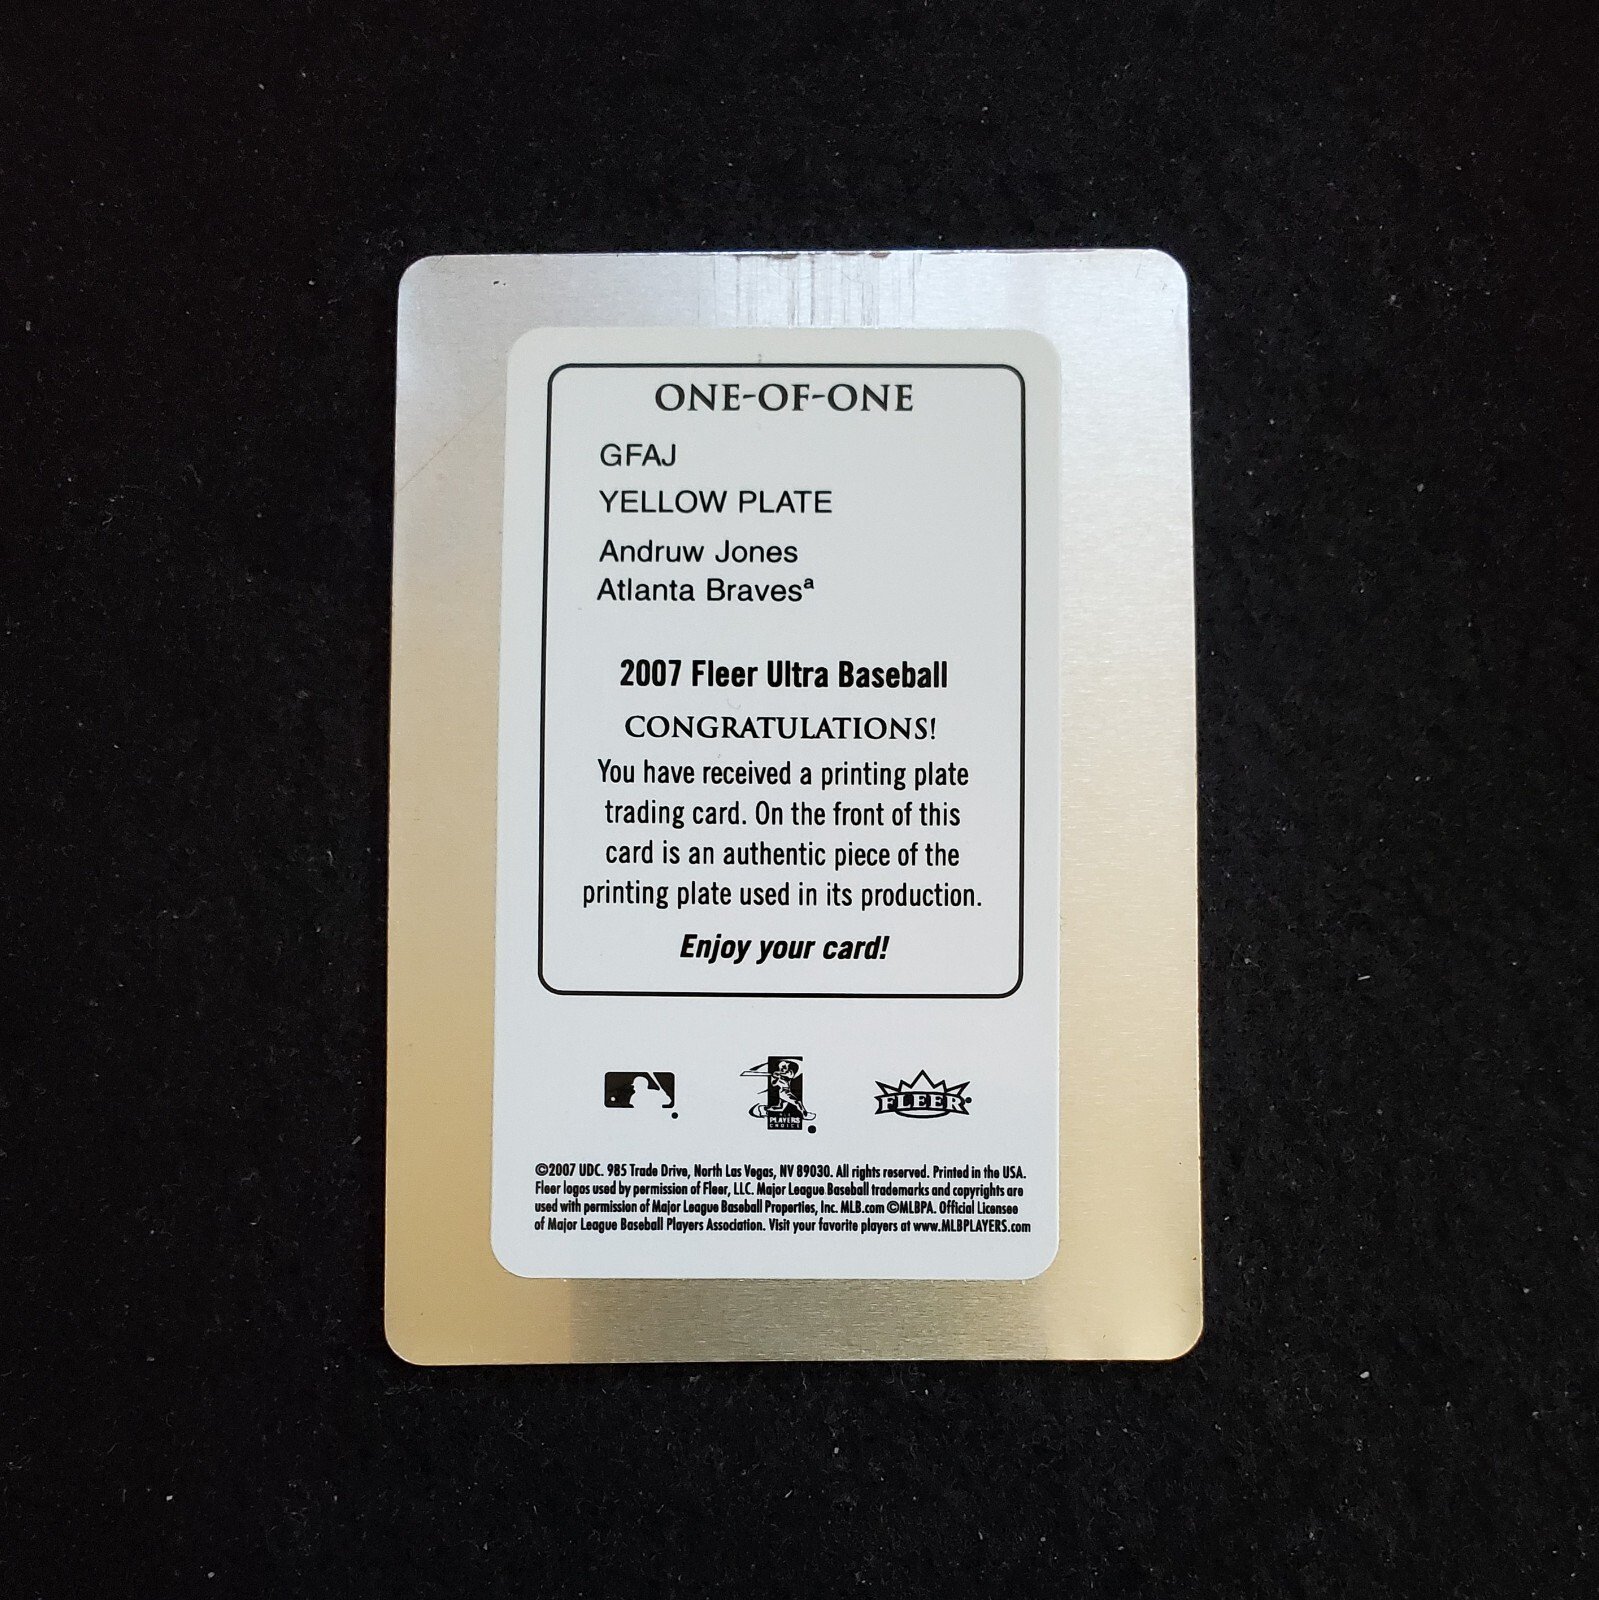 ONE-OF-ONE
GFAJ
YELLOW PLATE
Andruw Jones
Atlanta Bravesª
2007 Fleer Ultra Baseball
CONGRATULATIONS!
You have received a printing plate
trading card. On the front of this
card is an authentic piece of the
printing plate used in its production.
Enjoy your card!
PLAYERS
CHOICE
FLEER
©2007 UDC. 985 Trade Drive, North Las Vegas, NV 89030. All rights reserved. Printed in the USA.
Fleer logos used by permission of Fleer, LLC. Major League Baseball trademarks and copyrights are
used with permission of Major League Baseball Properties, Inc. MLB.com ©MLBPA. Official Licensee
of Major League Baseball Players Association. Visit your favorite players at www.MLBPLAYERS.com